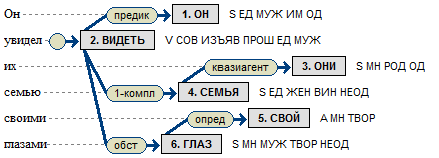 Он предик 1. ОН S ЕД МУЖ ИМ ОД
увидел 2. ВИДЕТЬ V СОВ ИЗЪЯВ ПРОШ ЕД МУЖ
их квазиагент 3. ОНИ S МН РОД ОД
семью 1-компл 4. СЕМЬЯ S ЕД ЖЕН ВИН НЕОД
своими опред 5. СВОЙ A МН ТВОР
глазами обст 6. ГЛАЗ S МН МУЖ ТВОР НЕОД